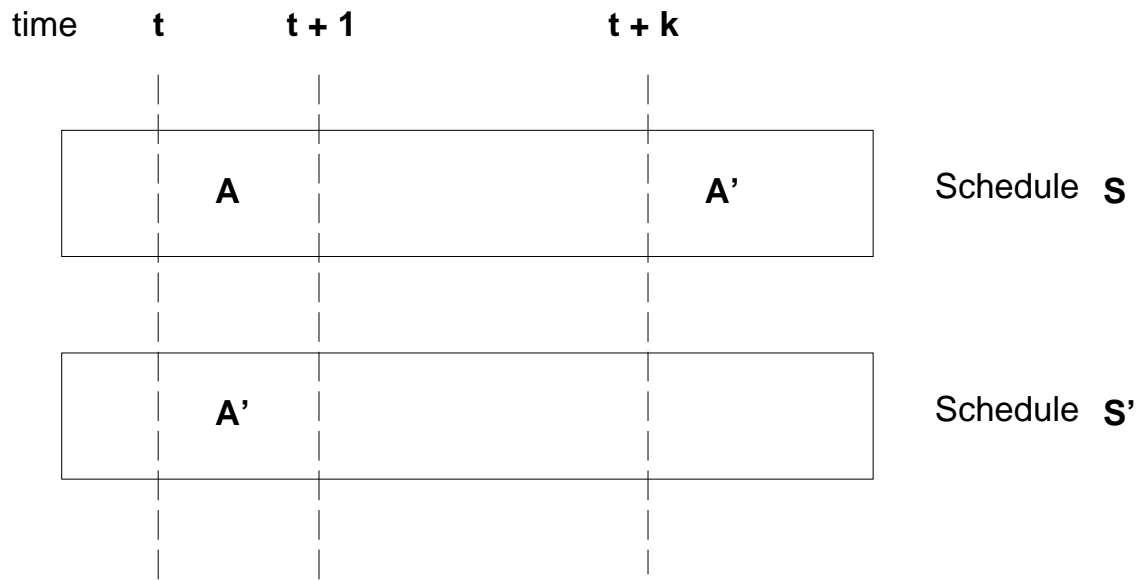 time t t + 1 t + k
A A’ Schedule S
A’ Schedule S’